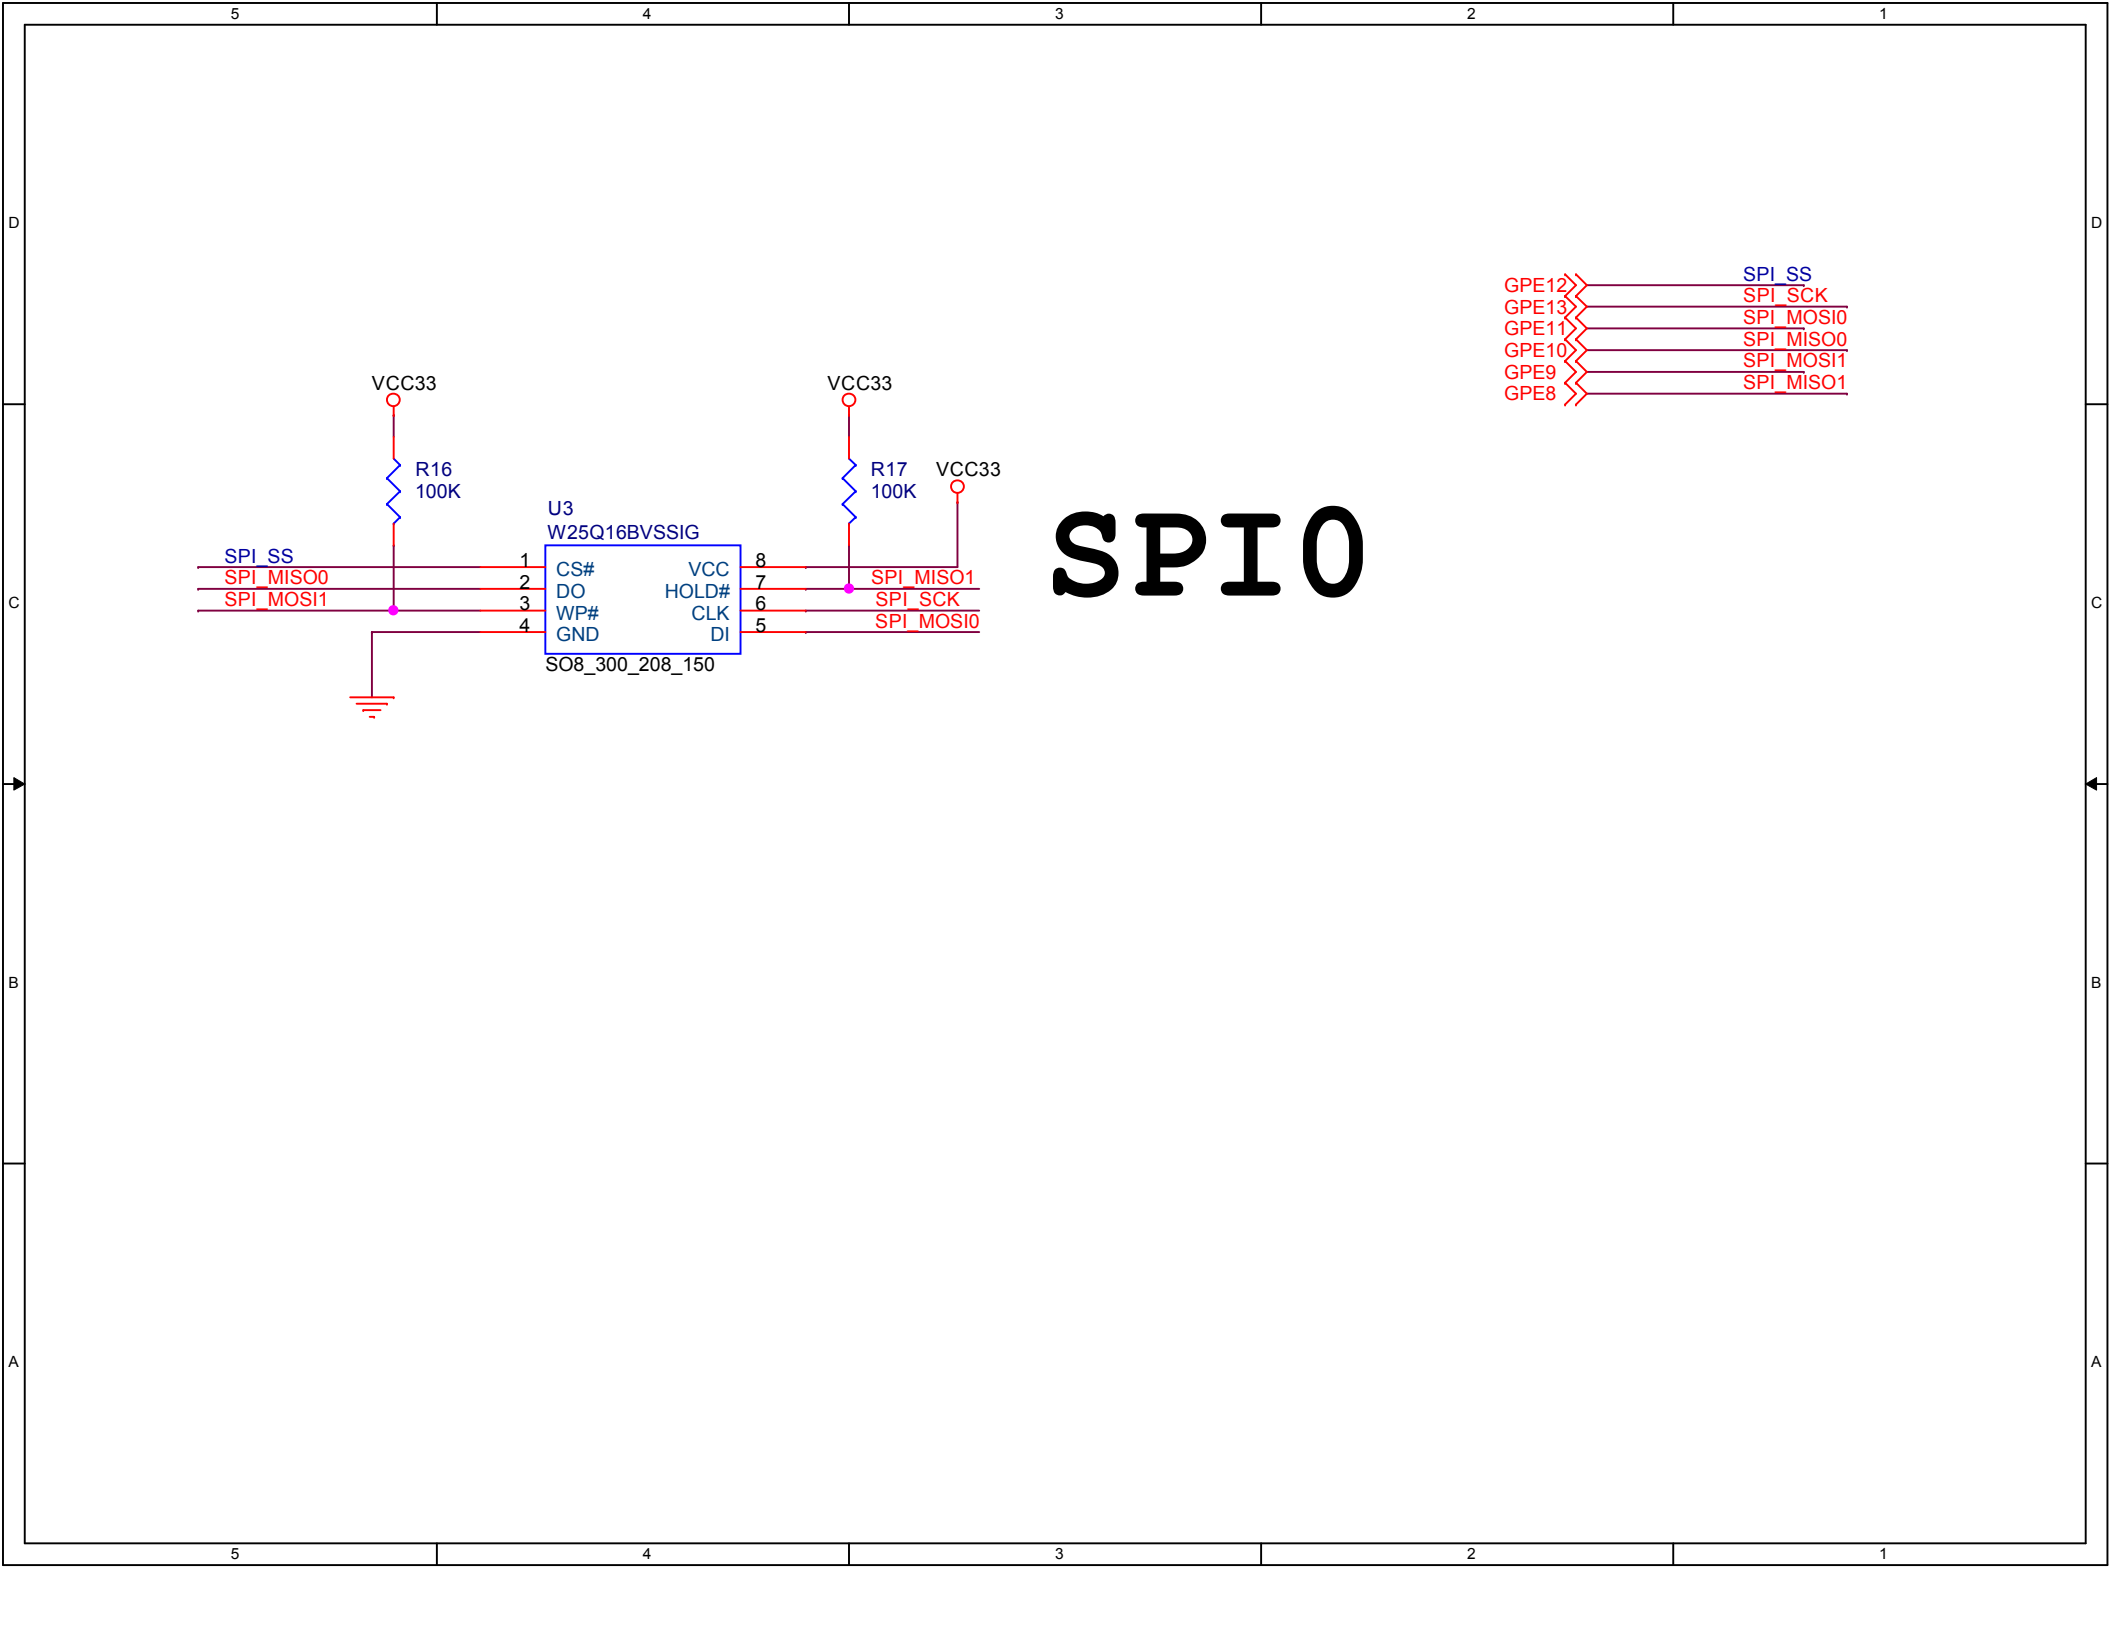 5 4 3 2 1
D D
GPE12 SPI_SS
GPE13 SPI_SCK
GPE11 SPI_MOSI0
GPE10 SPI_MISO0
GPE9 SPI_MOSI1
GPE8 SPI_MISO1
VCC33 VCC33
R16
100K
R17
100K
VCC33
U3
W25Q16BVSSIG
SPI_SS 1 CS# VCC 8
SPI_MISO0 2 DO HOLD# 7 SPI_MISO1
SPI_MOSI1 3 WP# CLK 6 SPI_SCK
4 GND DI 5 SPI_MOSI0
SO8_300_208_150
SPI0
C C
B B
A A
5 4 3 2 1